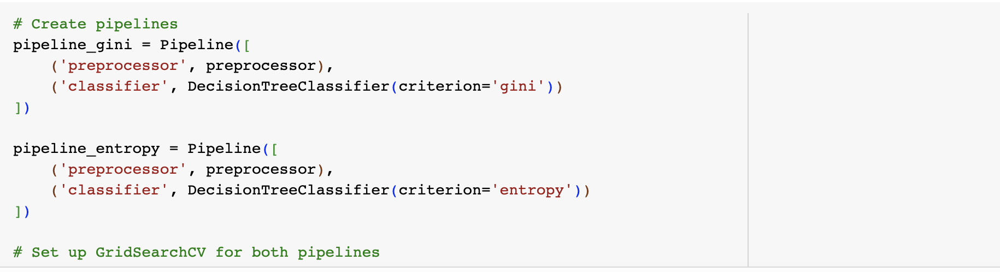 # Create pipelines
pipeline_gini = Pipeline([
    ('preprocessor', preprocessor),
    ('classifier', DecisionTreeClassifier(criterion='gini'))
])

pipeline_entropy = Pipeline([
    ('preprocessor', preprocessor),
    ('classifier', DecisionTreeClassifier(criterion='entropy'))
])

# Set up GridSearchCV for both pipelines